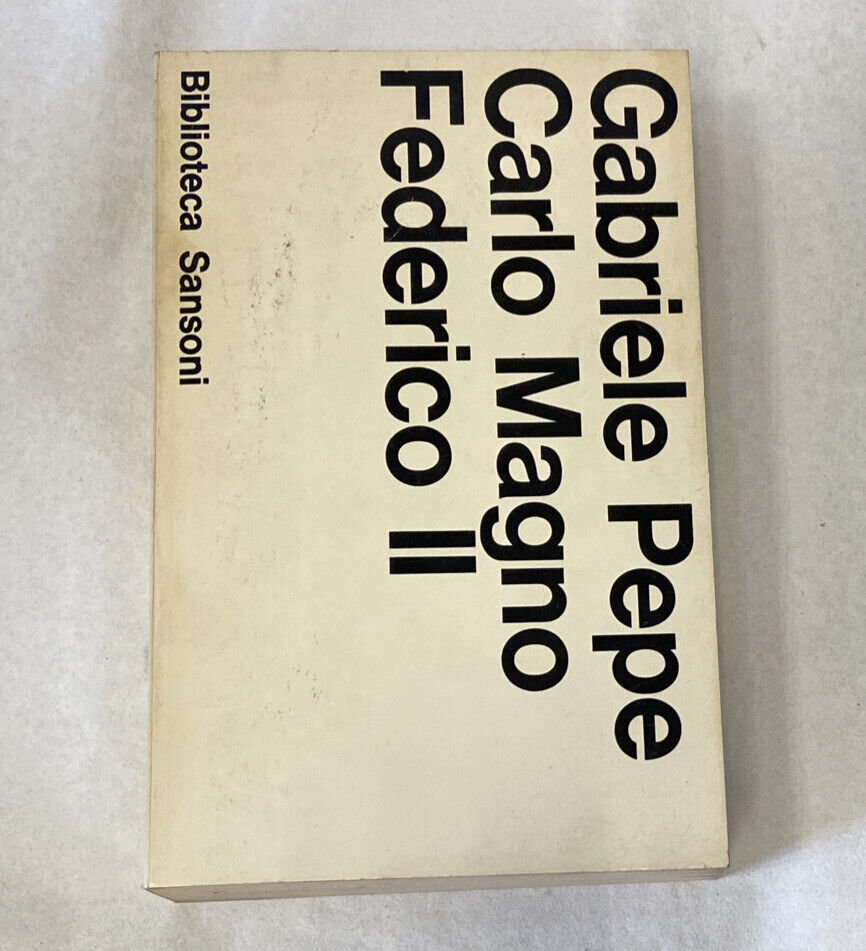 Gabriele Pepe
Carlo Magno
Federico II
Biblioteca Sansoni